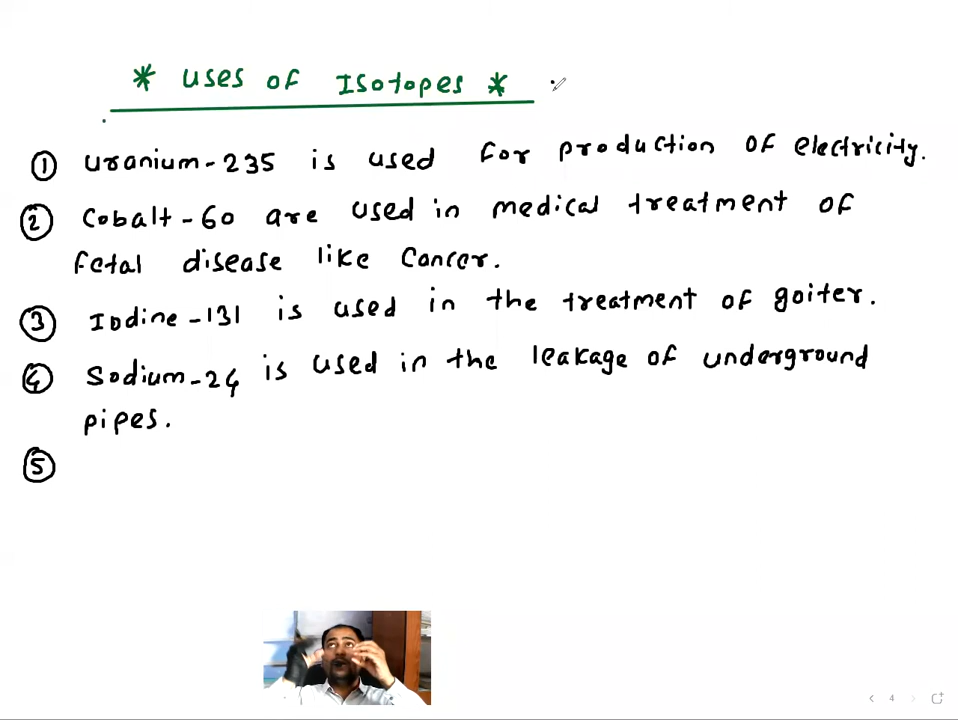 * Uses of Isotopes *
① Uranium-235 is used for production of electricity.
② Cobalt-60 are used in medical treatment of
fetal disease like Cancer.
③ Iodine-131 is used in the treatment of goiter.
④ Sodium-24 is used in the leakage of underground
pipes.
⑤
4